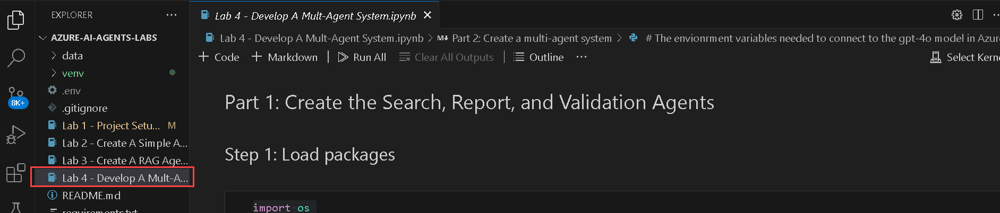 EXPLORER
AZURE-AI-AGENTS-LABS
data
venv
.env
.gitignore
Lab 1 - Project Setu... M
Lab 2 - Create A Simple A...
Lab 3 - Create A RAG Age...
Lab 4 - Develop A Mult-A...
README.md
requirements.txt
8K+
Lab 4 - Develop A Mult-Agent System.ipynb
Lab 4 - Develop A Mult-Agent System.ipynb > M↓ Part 2: Create a multi-agent system > # The envionrment variables needed to connect to the gpt-4o model in Azure
+ Code + Markdown Run All Clear All Outputs Outline ... Select Kerne
Part 1: Create the Search, Report, and Validation Agents
Step 1: Load packages
import os